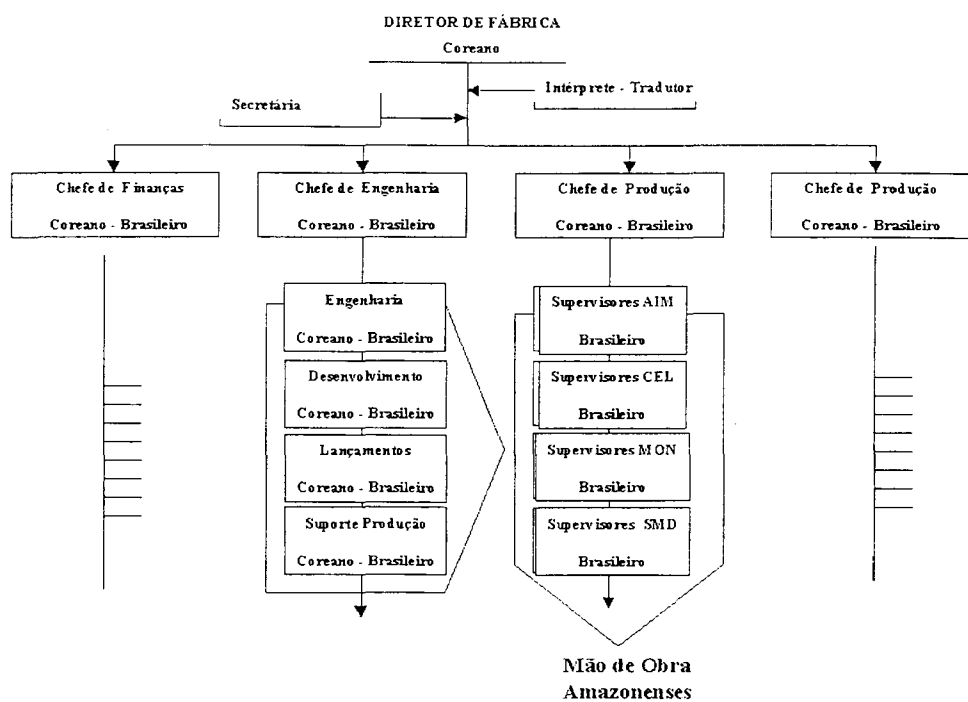 DIRETOR DE FÁBRICA
Coreano
Intérprete - Tradutor
Secretária
Chefe de Finanças
Coreano - Brasileiro
Chefe de Engenharia
Coreano - Brasileiro
Chefe de Produção
Coreano - Brasileiro
Chefe de Produção
Coreano - Brasileiro
Engenharia
Coreano - Brasileiro
Desenvolvimento
Coreano - Brasileiro
Lançamentos
Coreano - Brasileiro
Suporte Produção
Coreano - Brasileiro
Supervisores AIM
Brasileiro
Supervisores CEL
Brasileiro
Supervisores MON
Brasileiro
Supervisores SMD
Brasileiro
Mão de Obra
Amazonenses